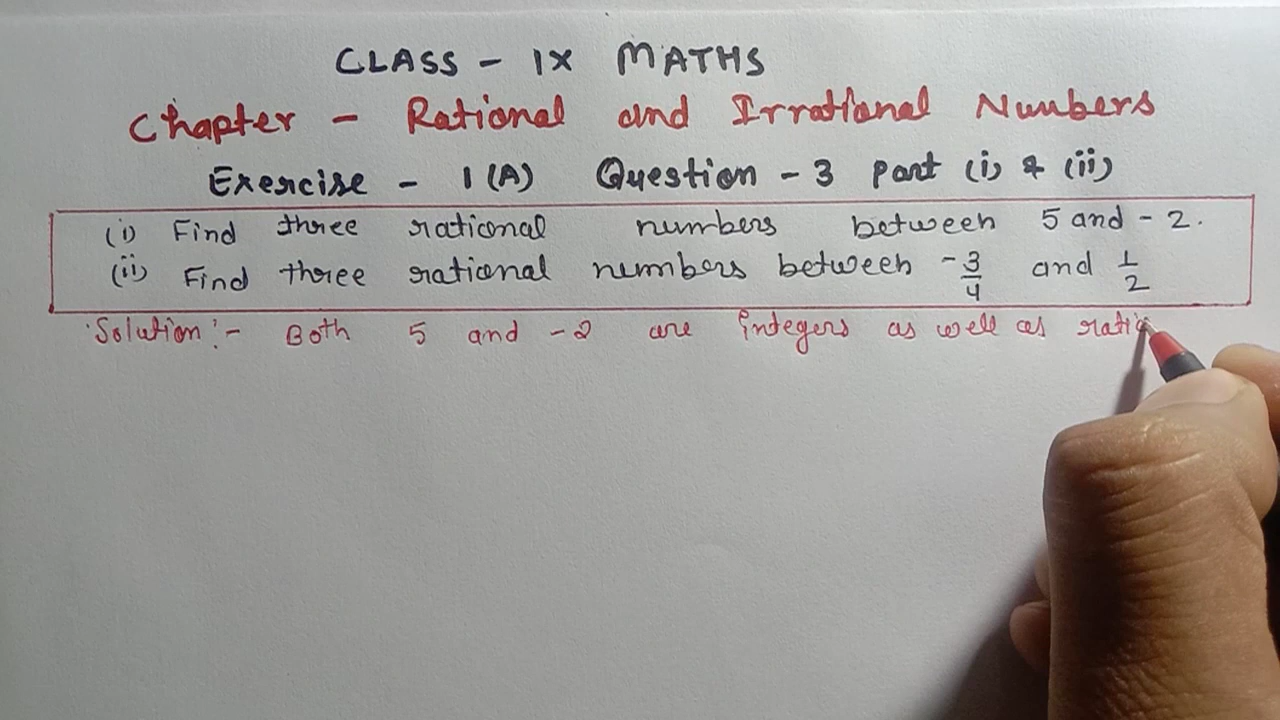 CLASS - IX MATHS
Chapter - Rational and Irrational Numbers
Exercise - 1(A) Question - 3 Part (i) & (ii)
(i) Find three rational numbers between 5 and - 2.
(ii) Find three rational numbers between -3/4 and 1/2
Solution:- Both 5 and -2 are integers as well as ratio